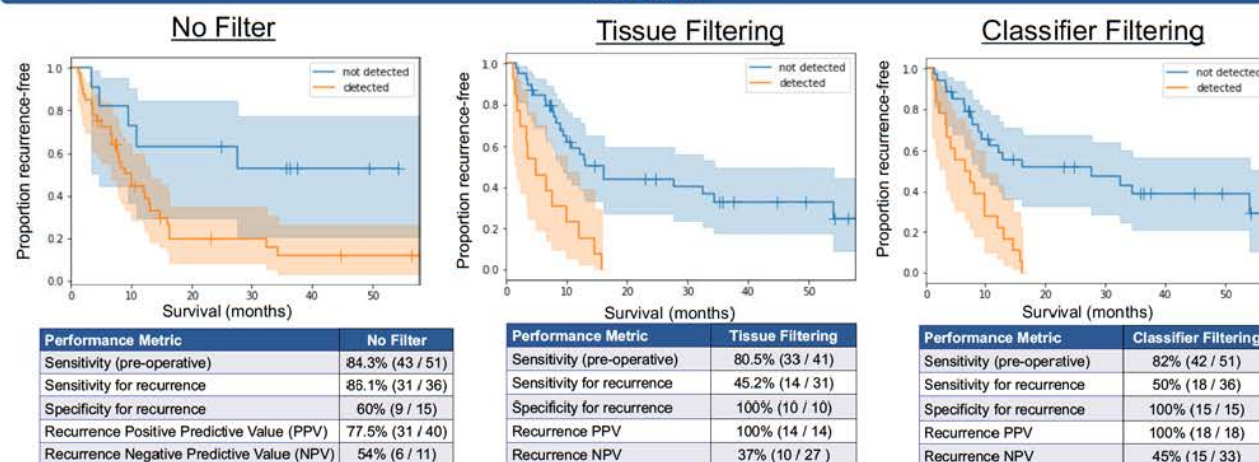 No Filter
Tissue Filtering
Classifier Filtering
Proportion recurrence-free
1.0
0.8
0.6
0.4
0.2
0.0
not detected
detected
0 10 20 30 40 50
Survival (months)
Proportion recurrence-free
1.0
0.8
0.6
0.4
0.2
0.0
not detected
detected
0 10 20 30 40 50
Survival (months)
Proportion recurrence-free
1.0
0.8
0.6
0.4
0.2
0.0
not detected
detected
0 10 20 30 40 50
Survival (months)
Performance Metric No Filter
Sensitivity (pre-operative) 84.3% (43 / 51)
Sensitivity for recurrence 86.1% (31 / 36)
Specificity for recurrence 60% (9 / 15)
Recurrence Positive Predictive Value (PPV) 77.5% (31 / 40)
Recurrence Negative Predictive Value (NPV) 54% (6 / 11)
Performance Metric Tissue Filtering
Sensitivity (pre-operative) 80.5% (33 / 41)
Sensitivity for recurrence 45.2% (14 / 31)
Specificity for recurrence 100% (10 / 10)
Recurrence PPV 100% (14 / 14)
Recurrence NPV 37% (10 / 27 )
Performance Metric Classifier Filtering
Sensitivity (pre-operative) 82% (42 / 51)
Sensitivity for recurrence 50% (18 / 36)
Specificity for recurrence 100% (15 / 15)
Recurrence PPV 100% (18 / 18)
Recurrence NPV 45% (15 / 33)